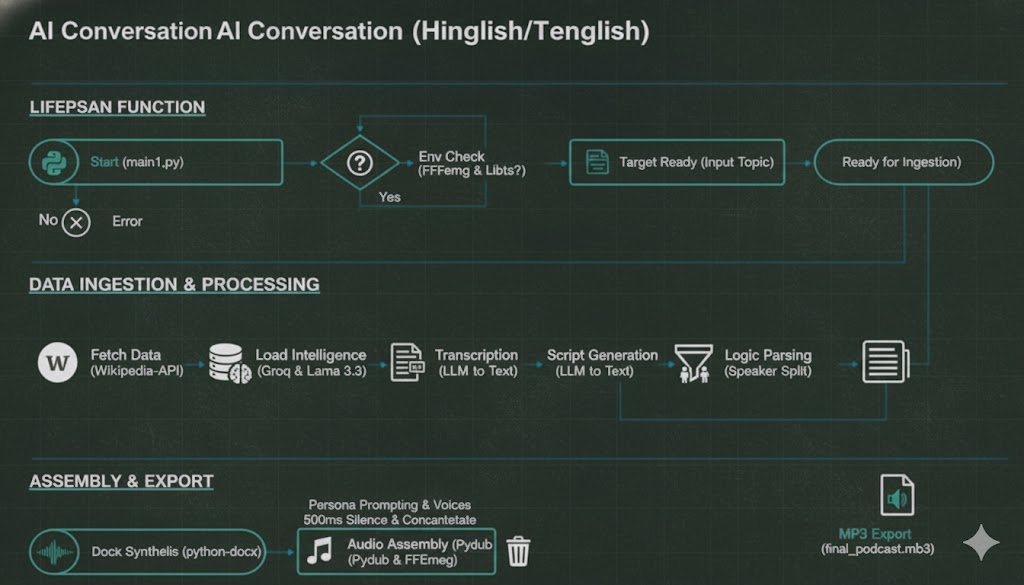 AI Conversation AI Conversation (Hinglish/Tenglish)
LIFEPSAN FUNCTION
Start (main1,py)
Env Check
(FFFemg & Libts?)
Target Ready (Input Topic)
Ready for Ingestion)
Yes
No
Error
DATA INGESTION & PROCESSING
W
Fetch Data
(Wikipedia-API)
Load Intelligence
(Groq & Lama 3.3)
Transcription
(LLM to Text)
Script Generation
(LLM to Text)
Logic Parsing
(Speaker Split)
ASSEMBLY & EXPORT
Dock Synthelis (python-docx)
Persona Prompting & Voices
500ms Silence & Concantetate
Audio Assembly (Pydub
(Pydub & FFEmeg)
MP3 Export
(final_podcast.mb3)